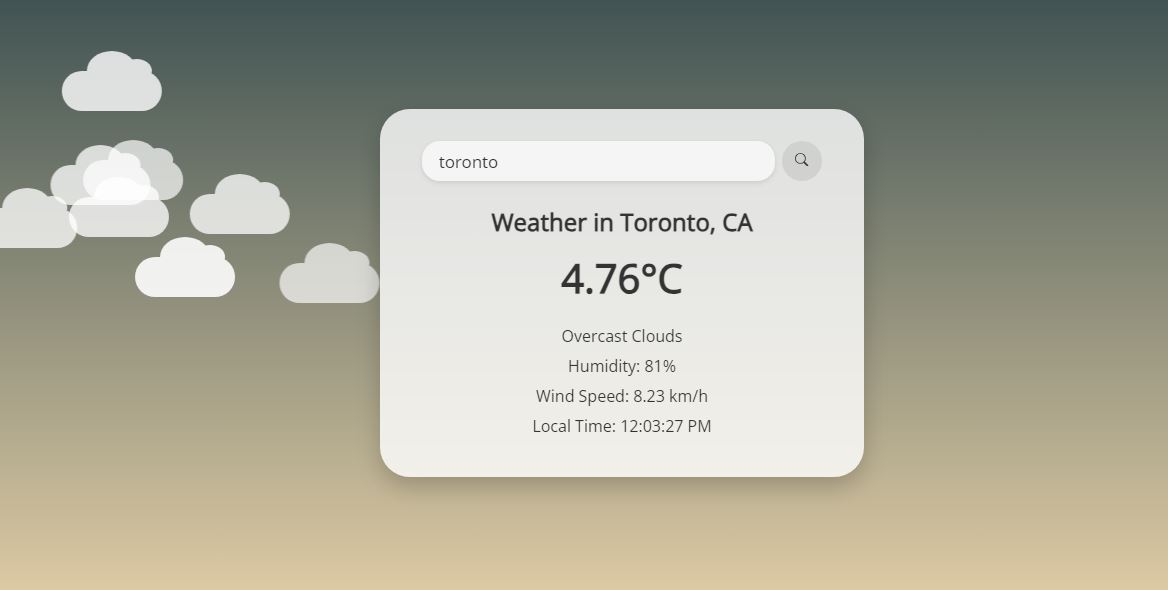 toronto
Weather in Toronto, CA
4.76°C
Overcast Clouds
Humidity: 81%
Wind Speed: 8.23 km/h
Local Time: 12:03:27 PM